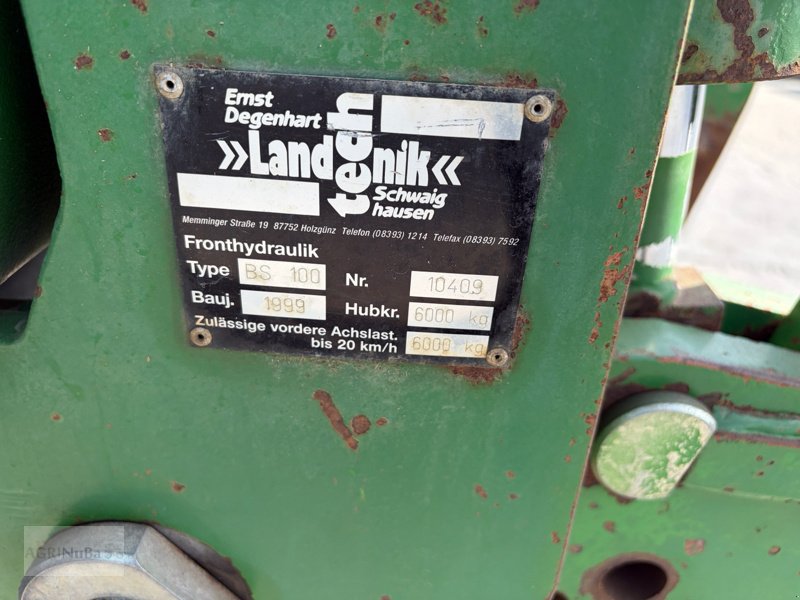 Ernst
Degenhart
»Landtechnik«
Schwaig
hausen
Memminger Straße 19 87752 Holzgünz Telefon (08393) 1214 Telefax (08393) 7592
Fronthydraulik
Type BS 100 Nr. 10409
Bauj. 1999 Hubkr. 6000 kg
Zulässige vordere Achslast.
bis 20 km/h 6000 kg